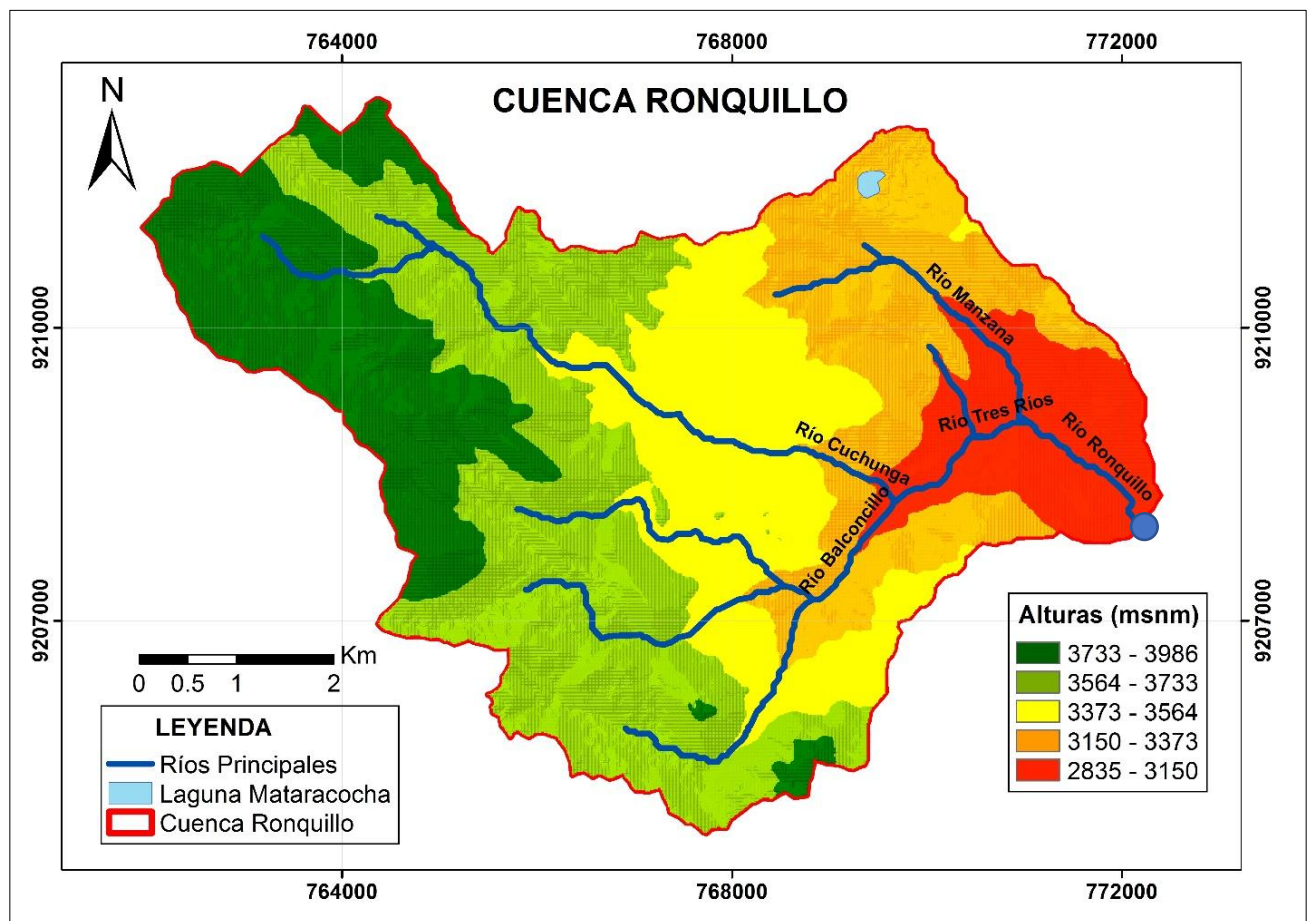 764000
768000
772000
N
CUENCA RONQUILLO
9210000
9210000
Río Manzana
Río Tres Ríos
Río Ronquillo
Río Cuchunga
Río Balconcillo
9207000
9207000
Km
0 0.5 1 2
LEYENDA
Ríos Principales
Laguna Mataracocha
Cuenca Ronquillo
Alturas (msnm)
3733 - 3986
3564 - 3733
3373 - 3564
3150 - 3373
2835 - 3150
764000
768000
772000